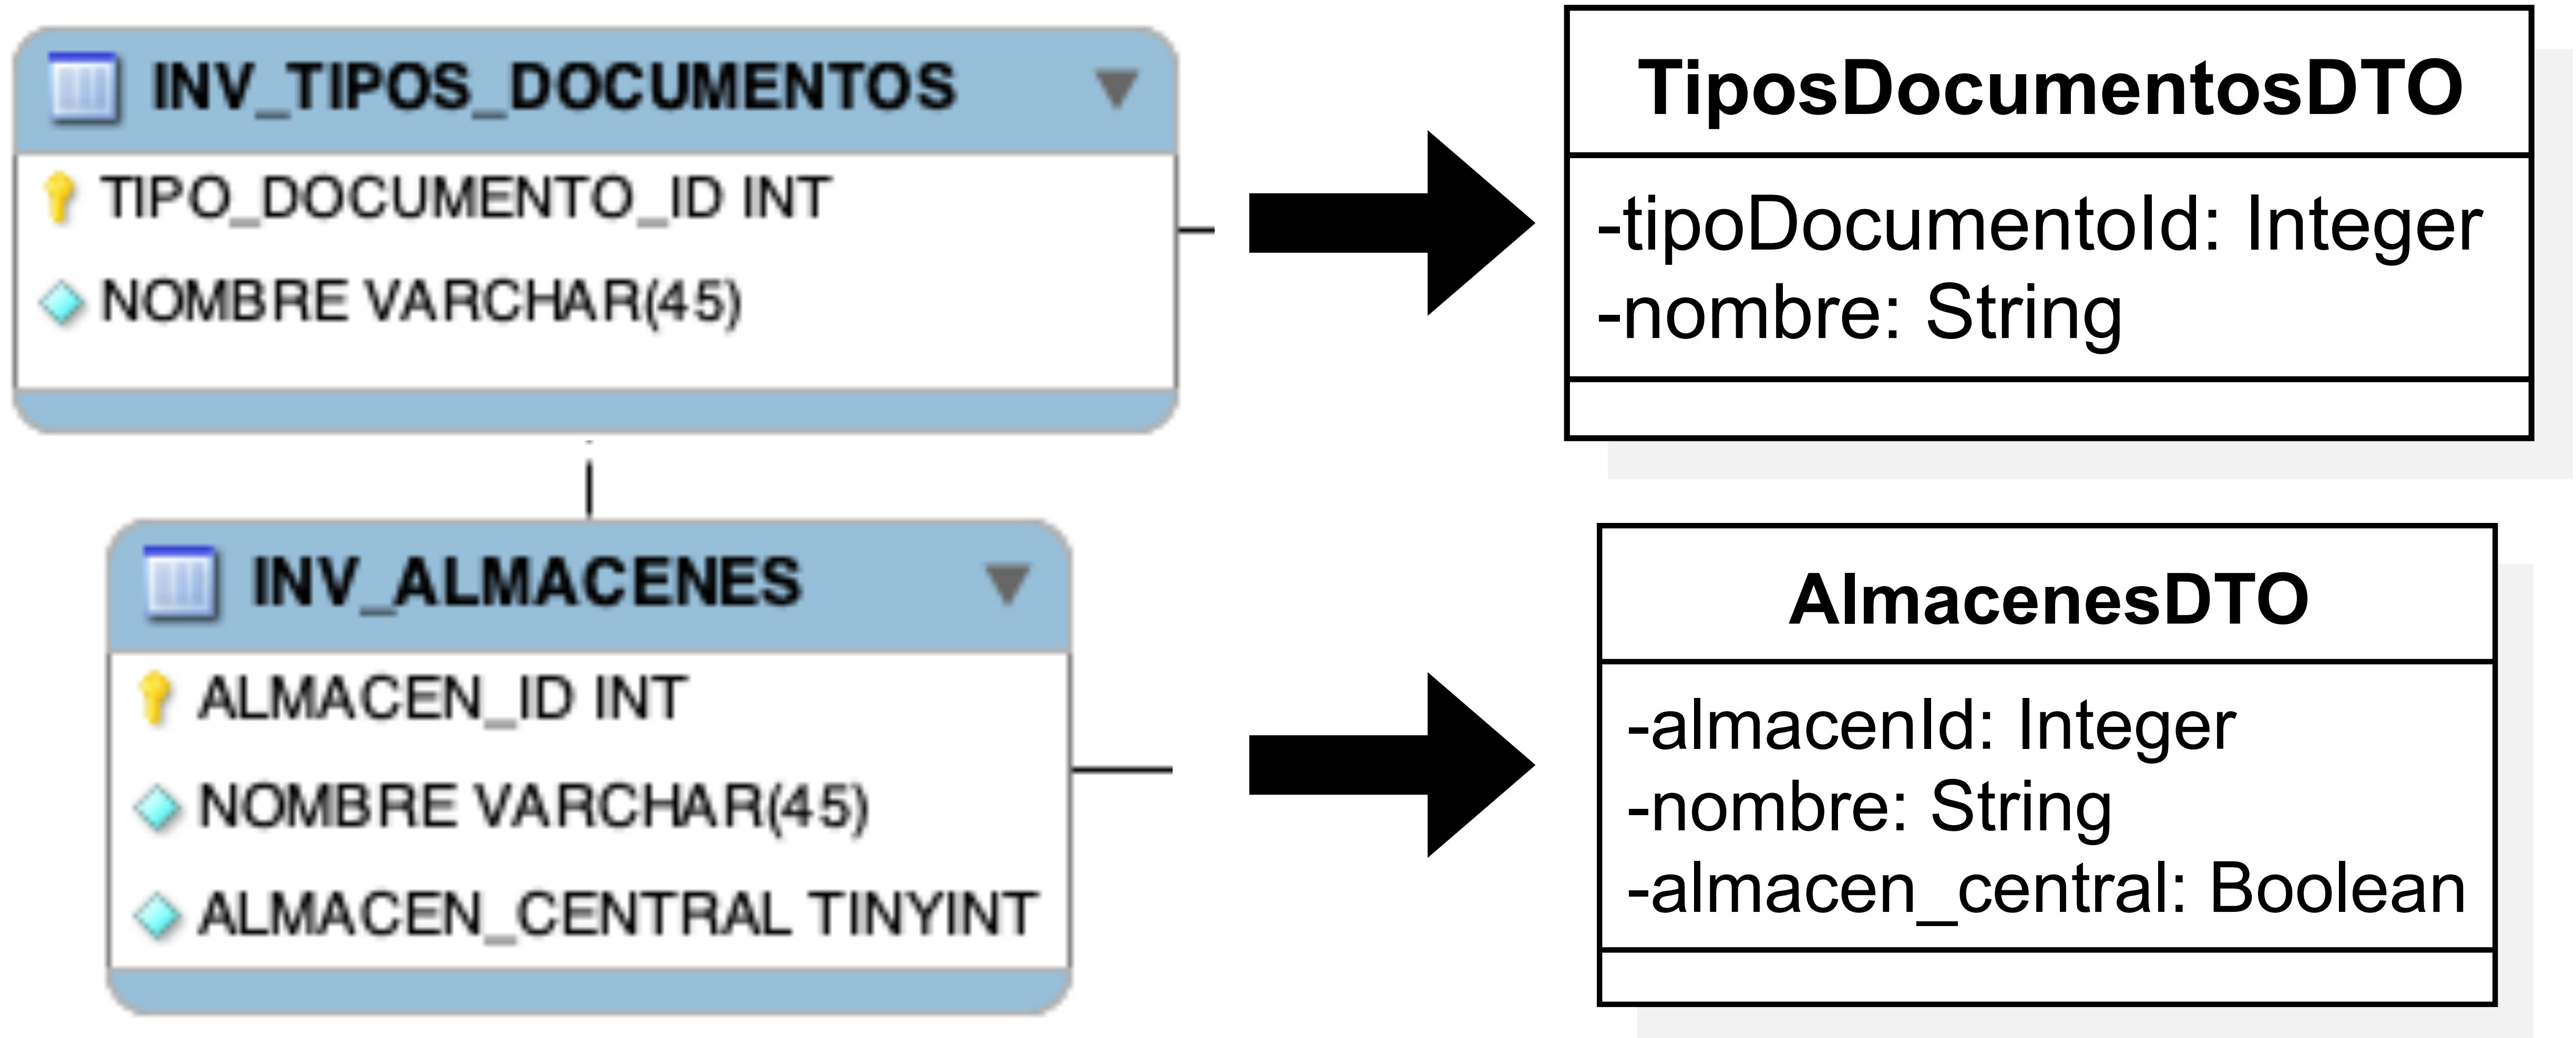 INV_TIPOS_DOCUMENTOS
TIPO_DOCUMENTO_ID INT
NOMBRE VARCHAR(45)
TiposDocumentosDTO
-tipoDocumentoId: Integer
-nombre: String
INV_ALMACENES
ALMACEN_ID INT
NOMBRE VARCHAR(45)
ALMACEN_CENTRAL TINYINT
AlmacenesDTO
-almacenId: Integer
-nombre: String
-almacen_central: Boolean